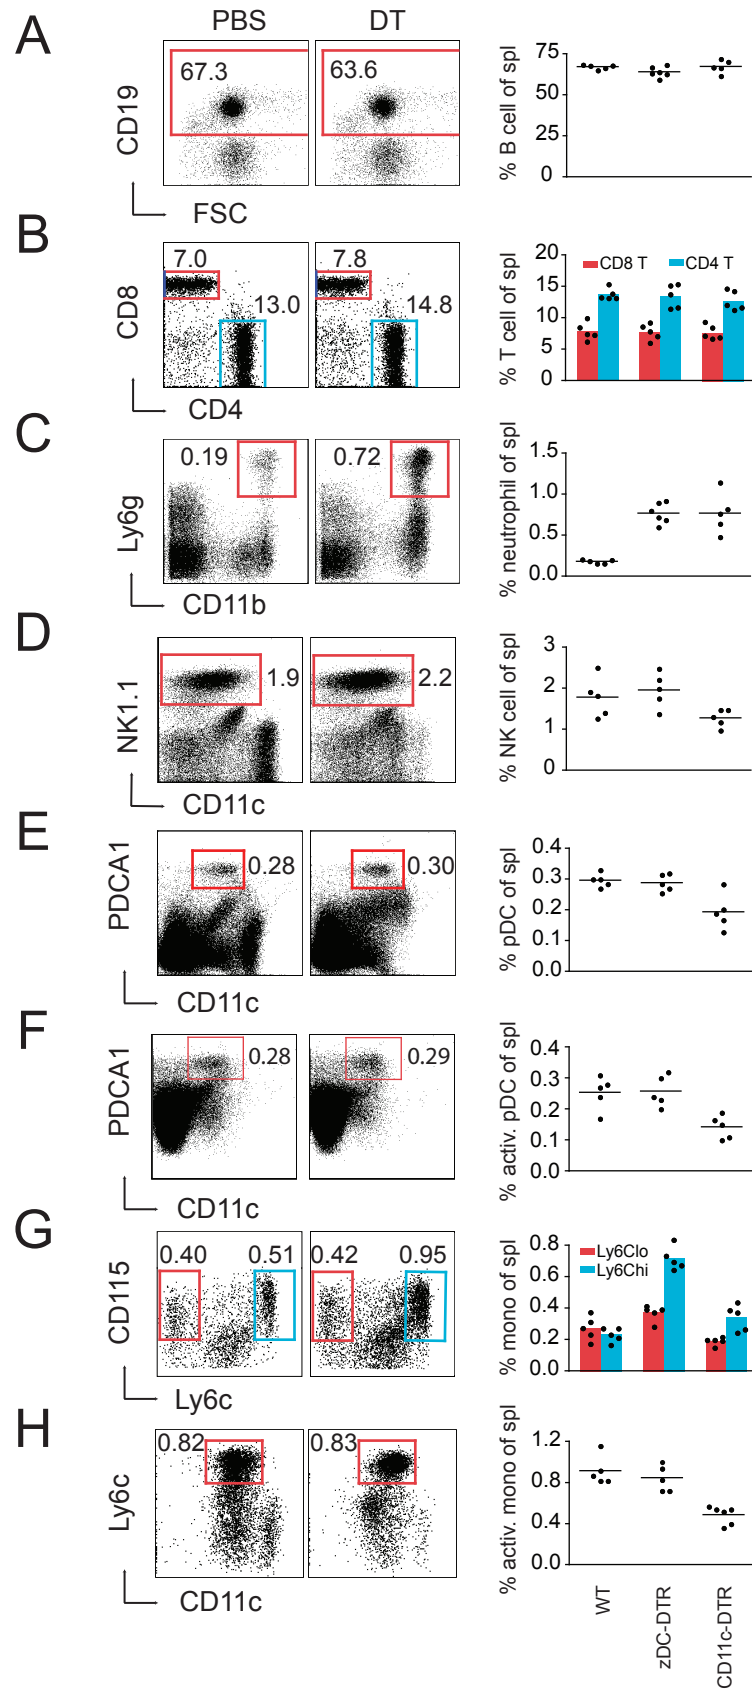 PBS DT
A
CD19
67.3
63.6
FSC
% B cell of spl
75
50
25
0
B
CD8
7.0
13.0
7.8
14.8
CD4
% T cell of spl
20
15
10
5
0
CD8 T
CD4 T
C
Ly6g
0.19
0.72
CD11b
% neutrophil of spl
1.5
1.0
0.5
0.0
D
NK1.1
1.9
2.2
CD11c
% NK cell of spl
3
2
1
0
E
PDCA1
0.28
0.30
CD11c
% pDC of spl
0.4
0.3
0.2
0.1
0.0
F
PDCA1
0.28
0.29
CD11c
% activ. pDC of spl
0.4
0.3
0.2
0.1
0.0
G
CD115
0.40
0.51
0.42
0.95
Ly6c
% mono of spl
0.8
0.6
0.4
0.2
0.0
Ly6Clo
Ly6Chi
H
Ly6c
0.82
0.83
CD11c
% activ. mono of spl
1.2
0.8
0.4
0.0
WT
zDC-DTR
CD11c-DTR